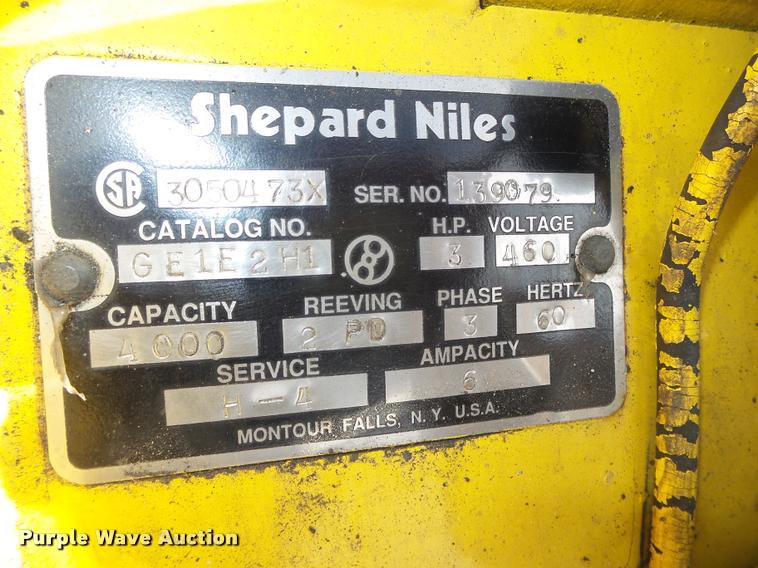 Shepard Niles
SA 3050473X SER. NO. 139079
CATALOG NO. H.P. VOLTAGE
GE1E2H1 3 460
CAPACITY REEVING PHASE HERTZ
4000 2 PD 3 60
SERVICE AMPACITY
H-4 6
MONTOUR FALLS, N.Y. U.S.A.
Purple Wave Auction